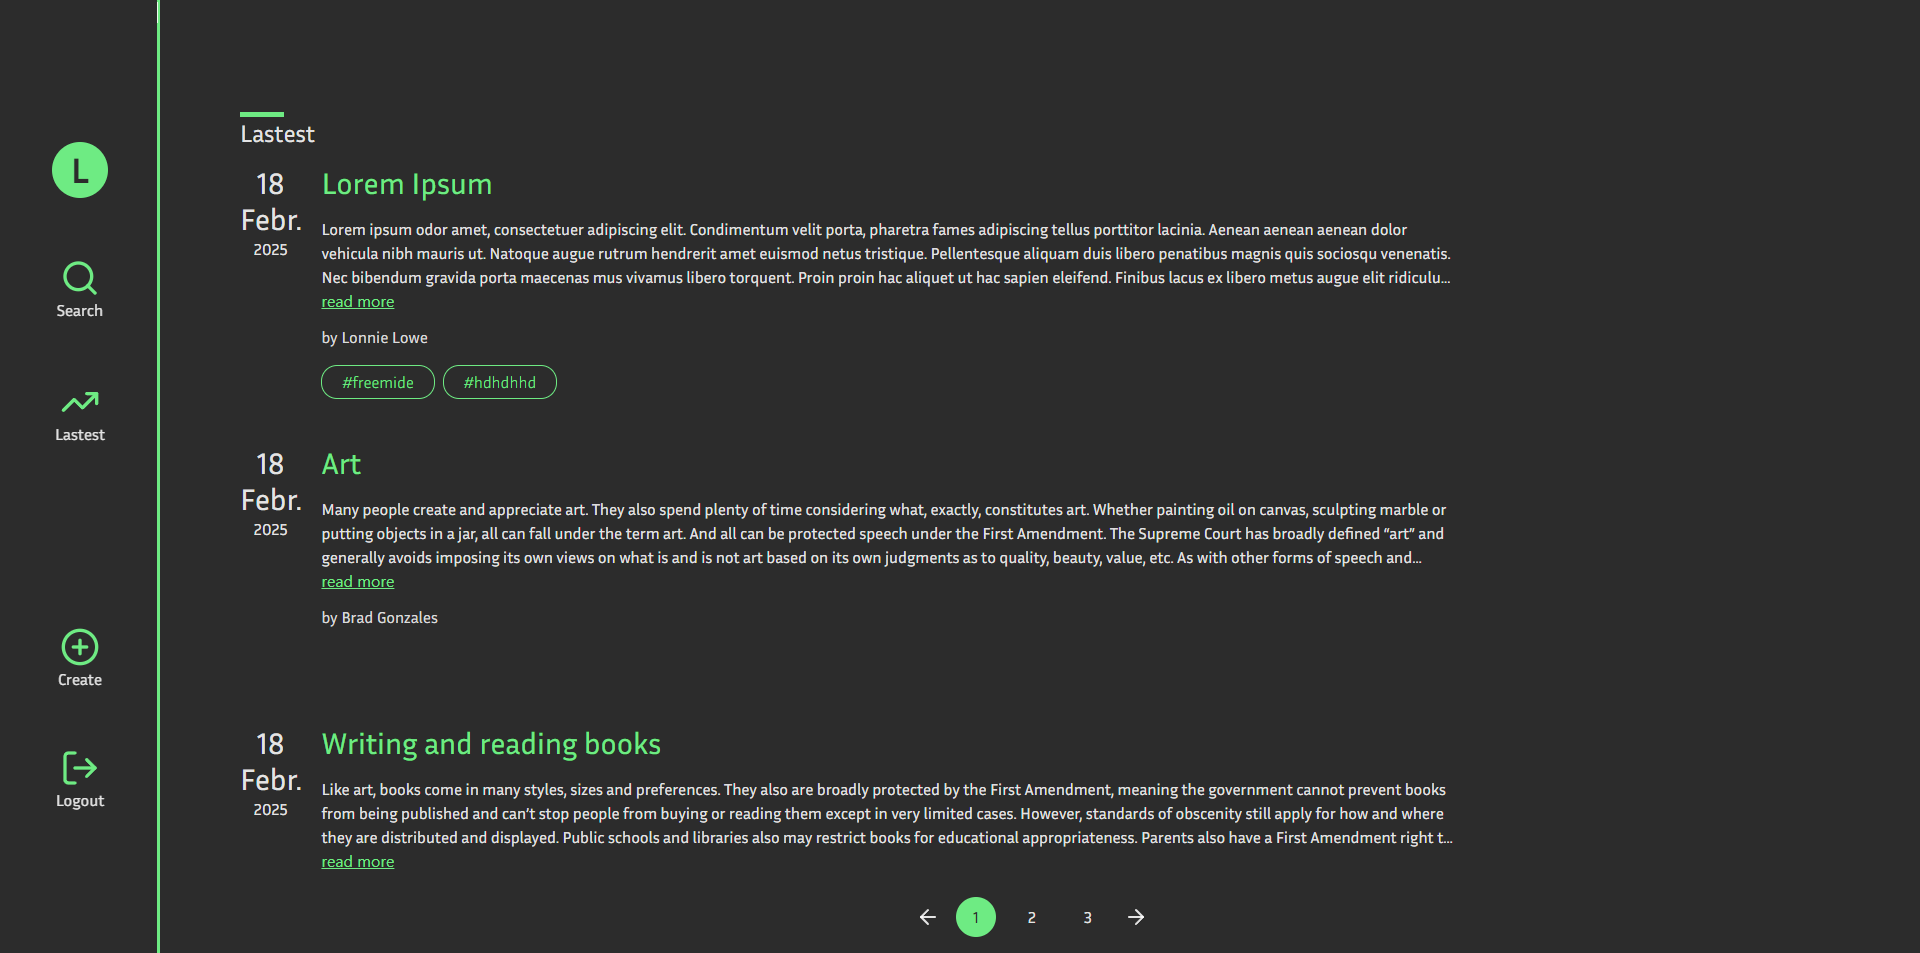 L
Search
Lastest
Create
Logout
Lastest
18
Febr.
2025
Lorem Ipsum
Lorem ipsum odor amet, consectetuer adipiscing elit. Condimentum velit porta, pharetra fames adipiscing tellus porttitor lacinia. Aenean aenean aenean dolor
vehicula nibh mauris ut. Natoque augue rutrum hendrerit amet euismod netus tristique. Pellentesque aliquam duis libero penatibus magnis quis sociosqu venenatis.
Nec bibendum gravida porta maecenas mus vivamus libero torquent. Proin proin hac aliquet ut hac sapien eleifend. Finibus lacus ex libero metus augue elit ridiculu...
read more
by Lonnie Lowe
#freemide #hdhdhhd
18
Febr.
2025
Art
Many people create and appreciate art. They also spend plenty of time considering what, exactly, constitutes art. Whether painting oil on canvas, sculpting marble or
putting objects in a jar, all can fall under the term art. And all can be protected speech under the First Amendment. The Supreme Court has broadly defined “art” and
generally avoids imposing its own views on what is and is not art based on its own judgments as to quality, beauty, value, etc. As with other forms of speech and...
read more
by Brad Gonzales
18
Febr.
2025
Writing and reading books
Like art, books come in many styles, sizes and preferences. They also are broadly protected by the First Amendment, meaning the government cannot prevent books
from being published and can’t stop people from buying or reading them except in very limited cases. However, standards of obscenity still apply for how and where
they are distributed and displayed. Public schools and libraries also may restrict books for educational appropriateness. Parents also have a First Amendment right t...
read more
1 2 3